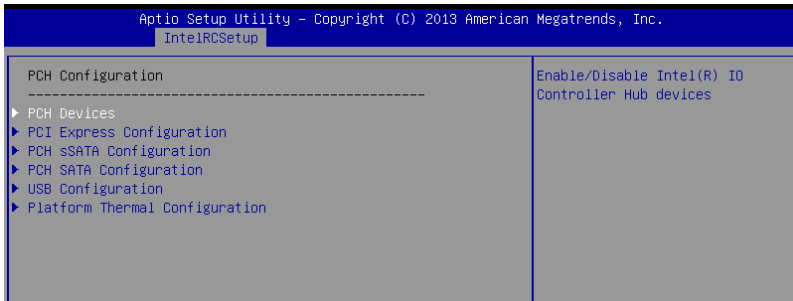 Aptio Setup Utility – Copyright (C) 2013 American Megatrends, Inc.
IntelRCSetup
PCH Configuration
--------------------------------------------------
PCH Devices
PCI Express Configuration
PCH sSATA Configuration
PCH SATA Configuration
USB Configuration
Platform Thermal Configuration
Enable/Disable Intel(R) IO
Controller Hub devices